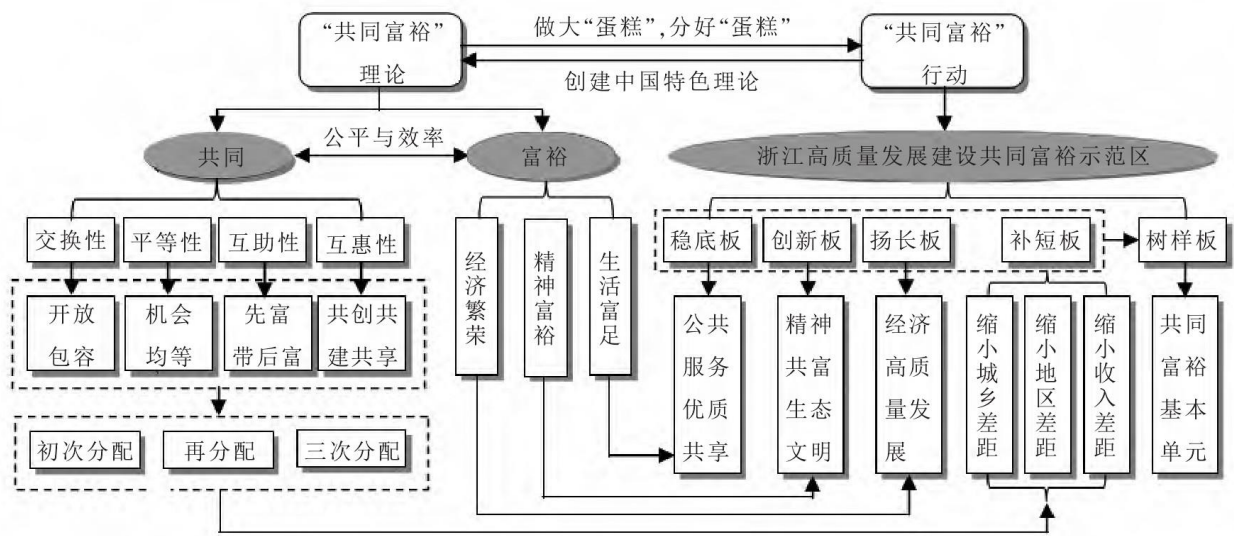 “共同富裕”
理论
做大“蛋糕”,分好“蛋糕”
创建中国特色理论
“共同富裕”
行动
共同
公平与效率
富裕
浙江高质量发展建设共同富裕示范区
交换性
平等性
互助性
互惠性
经济繁荣
精神富裕
生活富足
稳底板
创新板
扬长板
补短板
树样板
开放
包容
机会
均等
先富
带后富
共创共
建共享
公共
服务
优质
共享
精神
共富
生态
文明
经济
高质
量发
展
缩小城乡差距
缩小地区差距
缩小收入差距
共同
富裕
基本
单元
初次分配
再分配
三次分配